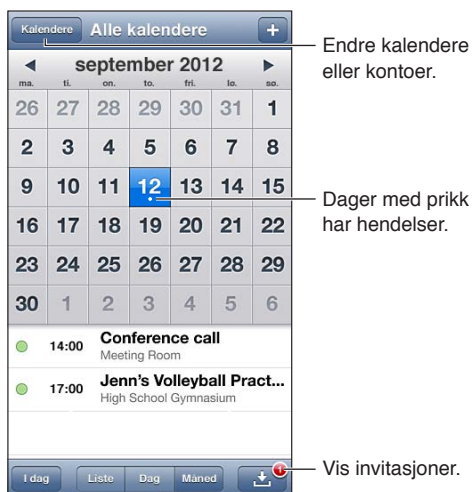 Kalendere Alle kalendere +
september 2012
ma. ti. on. to. fri. lø. sø.
26 27 28 29 30 31 1
2 3 4 5 6 7 8
9 10 11 12 13 14 15
16 17 18 19 20 21 22
23 24 25 26 27 28 29
30 1 2 3 4 5 6
14:00 Conference call
Meeting Room
17:00 Jenn’s Volleyball Pract...
High School Gymnasium
I dag Liste Dag Måned 1
Endre kalendere
eller kontoer.
Dager med prikk
har hendelser.
Vis invitasjoner.